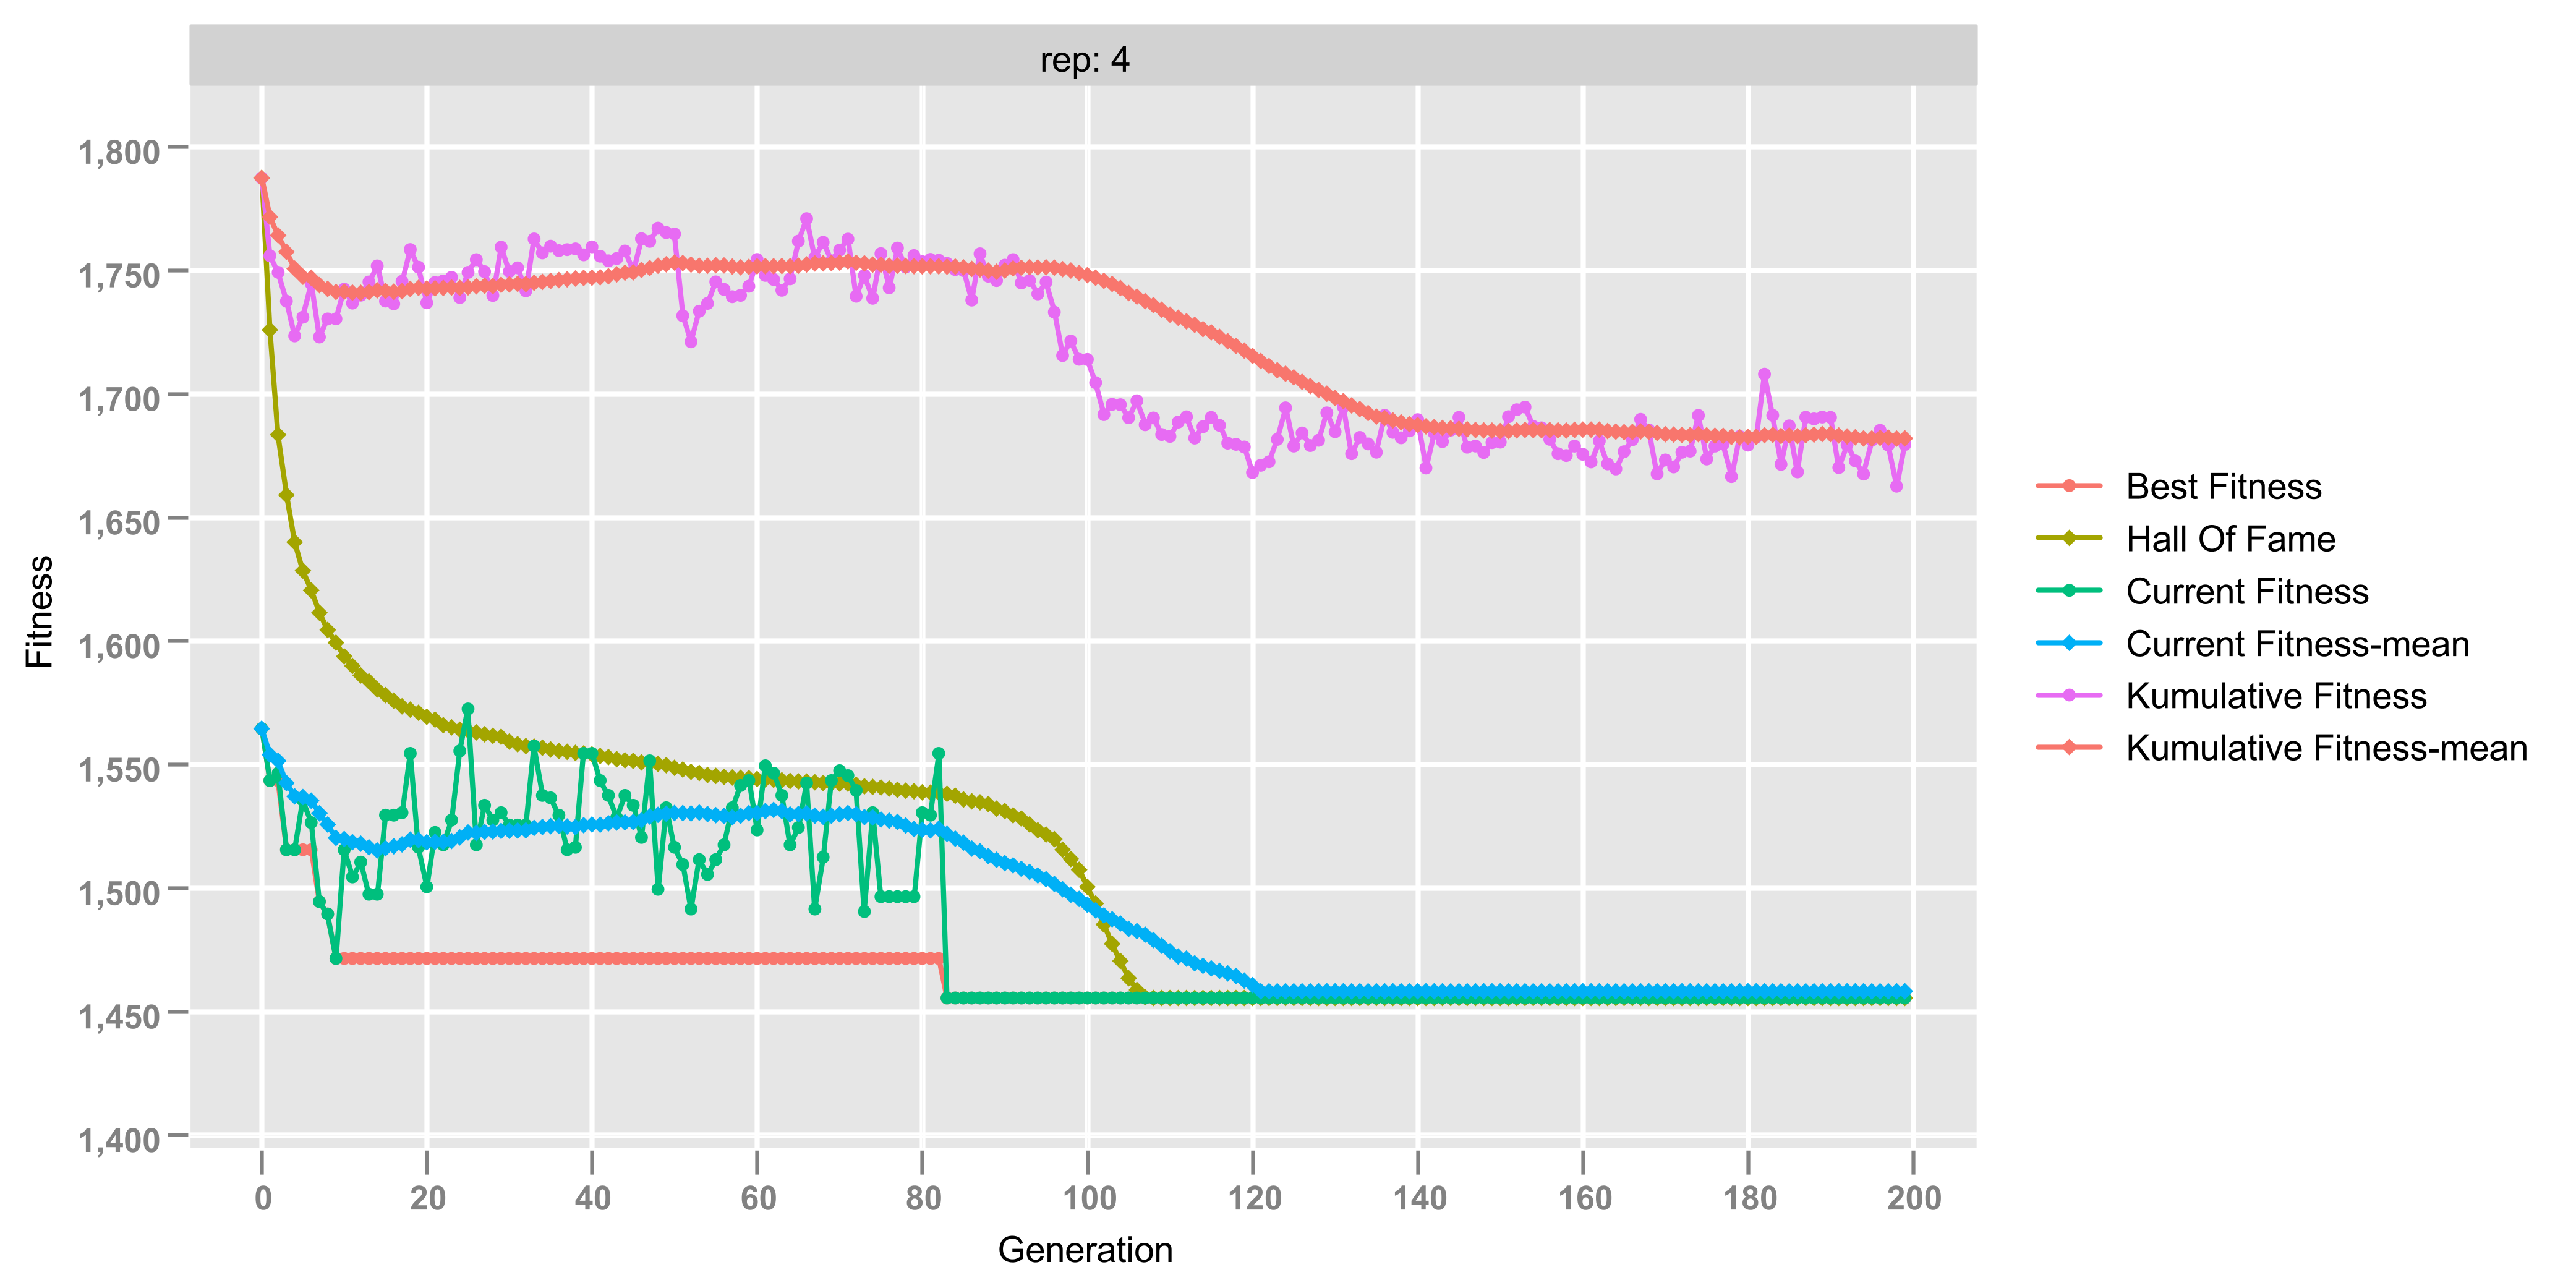 rep: 4
1,800
1,750
1,700
1,650
1,600
1,550
1,500
1,450
1,400
Fitness
0 20 40 60 80 100 120 140 160 180 200
Generation
Best Fitness
Hall Of Fame
Current Fitness
Current Fitness-mean
Kumulative Fitness
Kumulative Fitness-mean